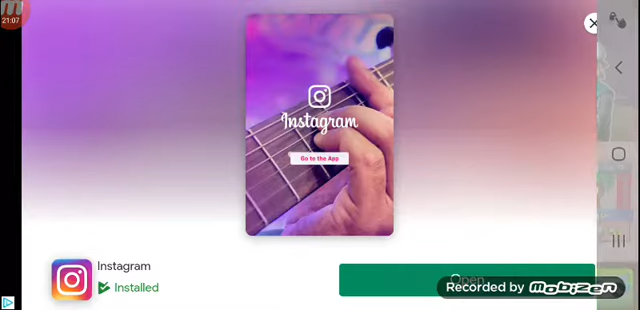 21:07
Instagram
Go to the App
Instagram
Installed
Open
Recorded by MOBIZEN